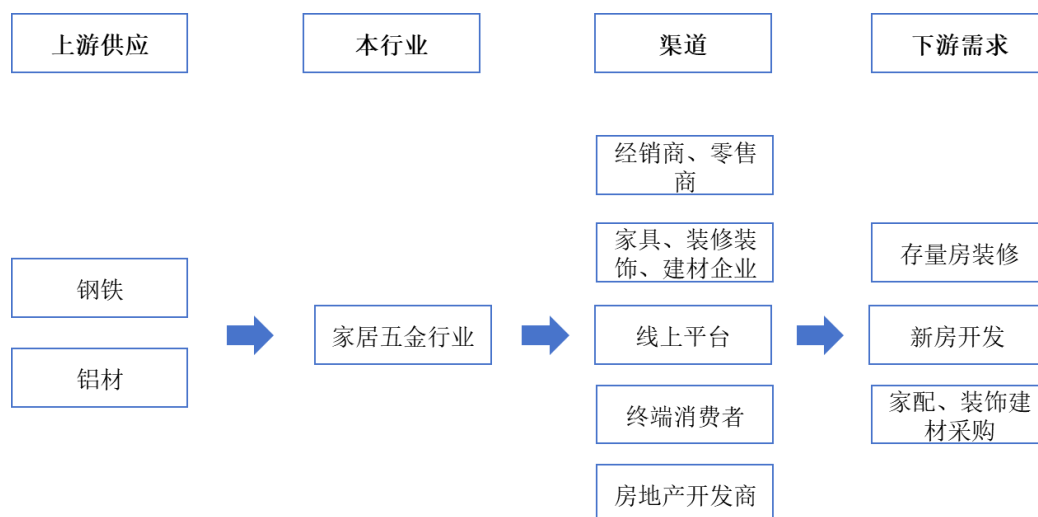 上游供应
本行业
渠道
下游需求
钢铁
铝材
家居五金行业
经销商、零售
商
家具、装修装
饰、建材企业
线上平台
终端消费者
房地产开发商
存量房装修
新房开发
家配、装饰建
材采购